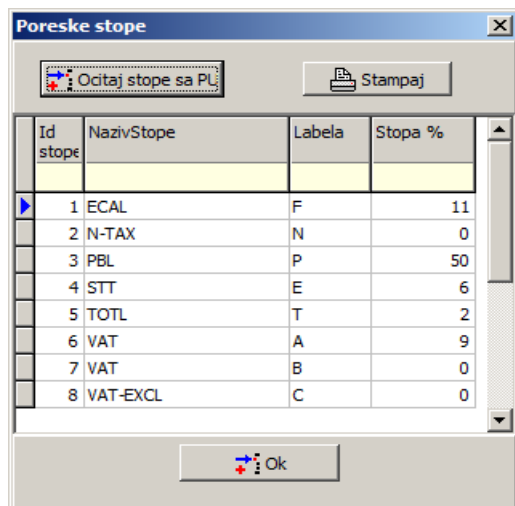 Poreske stope
Ocitaj stope sa PU
Stampaj
Id stope NazivStope Labela Stopa %
1 ECAL F 11
2 N-TAX N 0
3 PBL P 50
4 STT E 6
5 TOTL T 2
6 VAT A 9
7 VAT B 0
8 VAT-EXCL C 0
Ok